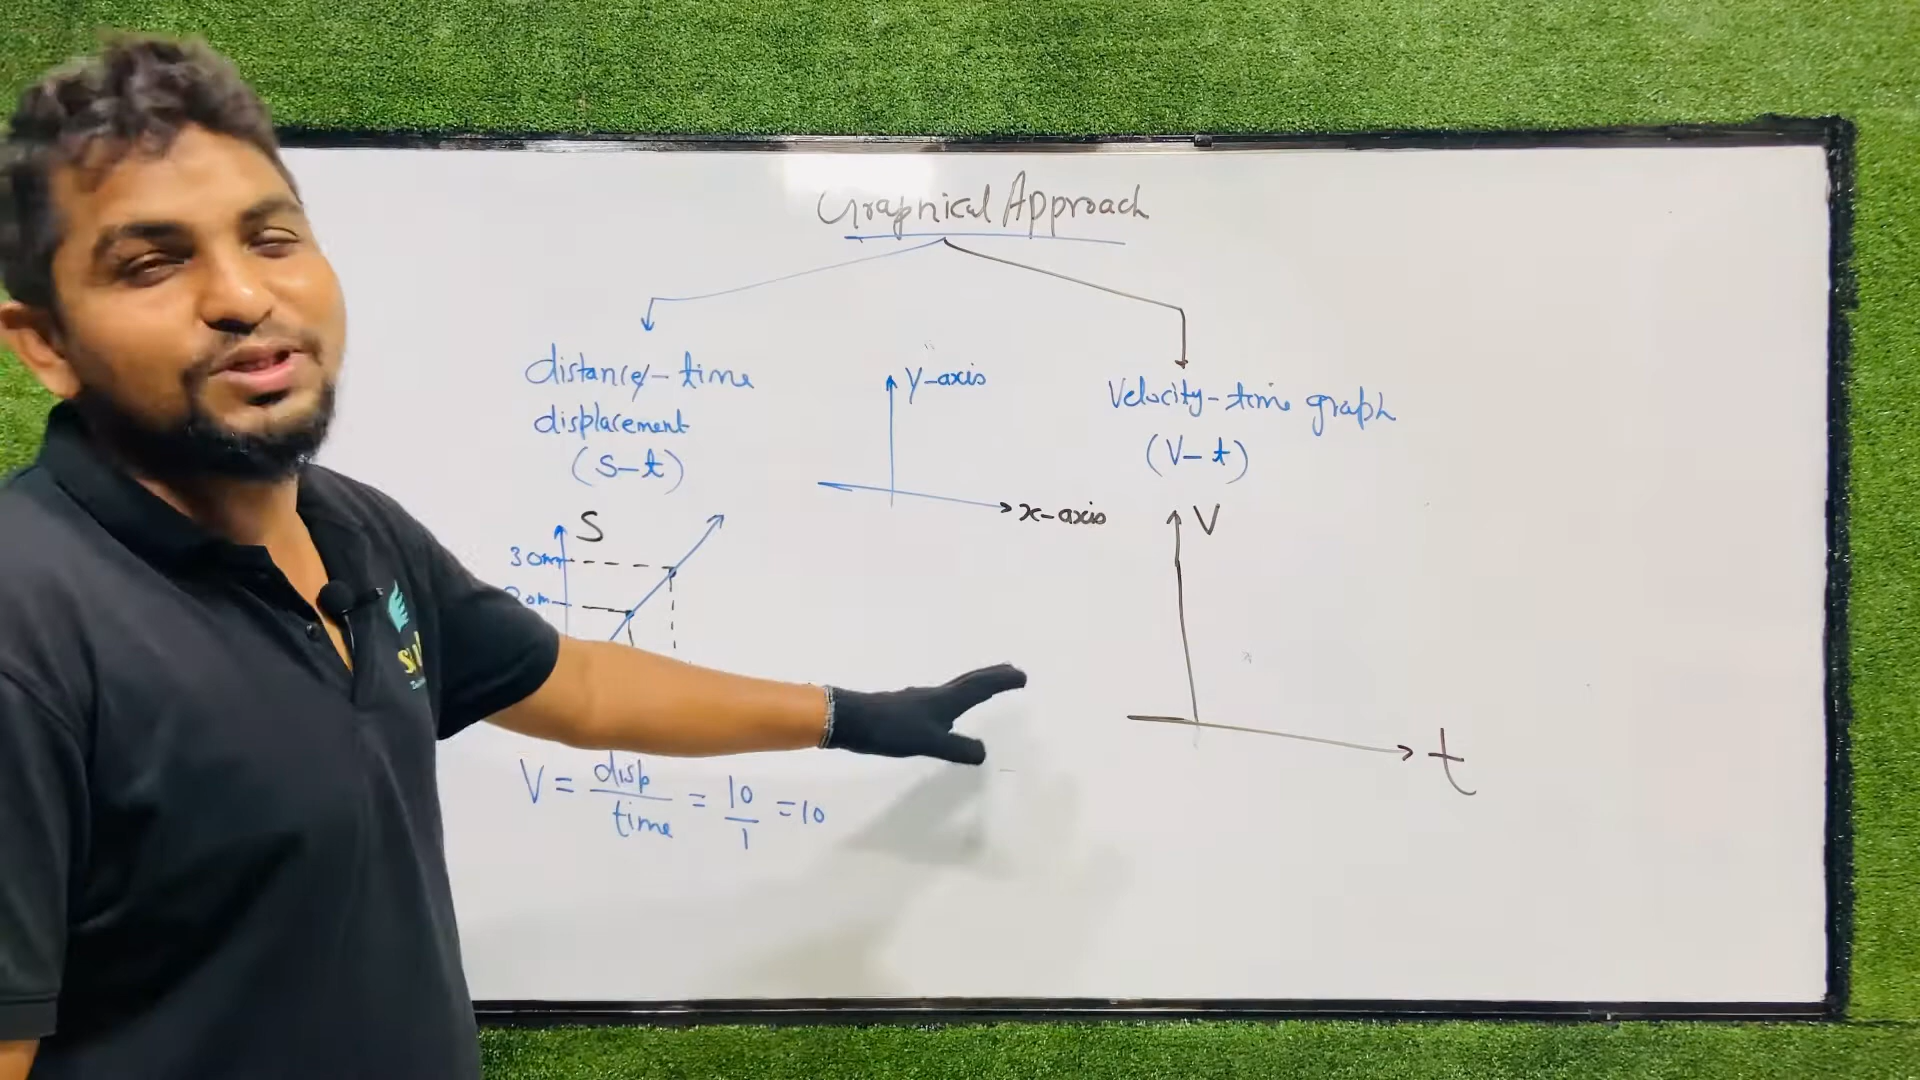 Graphical Approach
distance/-time
displacement
(S-t)
y-axis
x-axis
Velocity-time graph
(V-t)
S
30m
20m
V = disp/time = 10/1 = 10
V
t